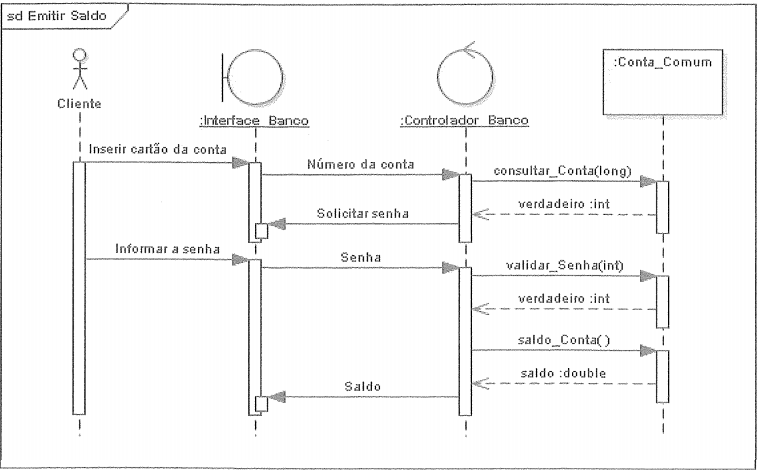 sd Emitir Saldo
Cliente
:Interface_Banco
:Controlador_Banco
:Conta_Comum
Inserir cartão da conta
Número da conta
consultar_Conta(long)
verdadeiro :int
Solicitar senha
Informar a senha
Senha
validar_Senha(int)
verdadeiro :int
saldo_Conta( )
saldo :double
Saldo